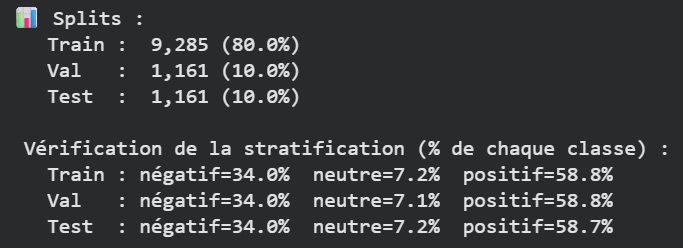 📊 Splits :
Train : 9,285 (80.0%)
Val : 1,161 (10.0%)
Test : 1,161 (10.0%)
Vérification de la stratification (% de chaque classe) :
Train : négatif=34.0% neutre=7.2% positif=58.8%
Val : négatif=34.0% neutre=7.1% positif=58.8%
Test : négatif=34.0% neutre=7.2% positif=58.7%